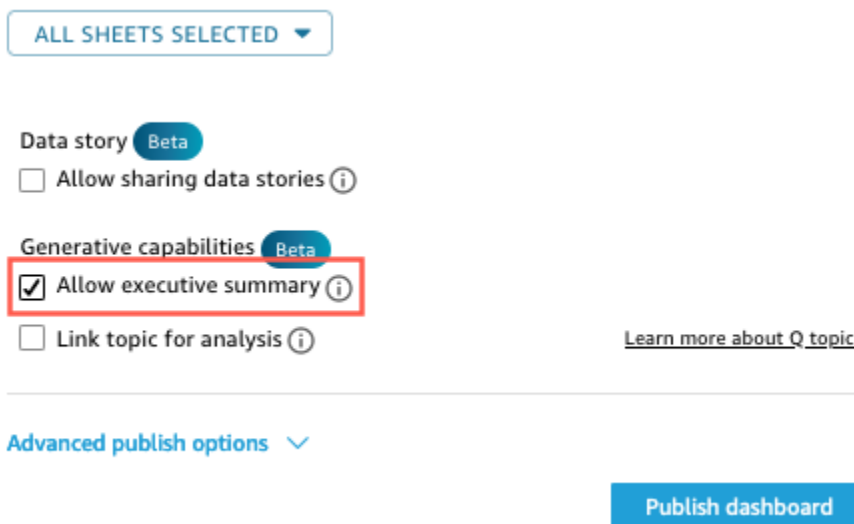 ALL SHEETS SELECTED
Data story Beta
Allow sharing data stories
Generative capabilities Beta
Allow executive summary
Link topic for analysis Learn more about Q topic
Advanced publish options
Publish dashboard